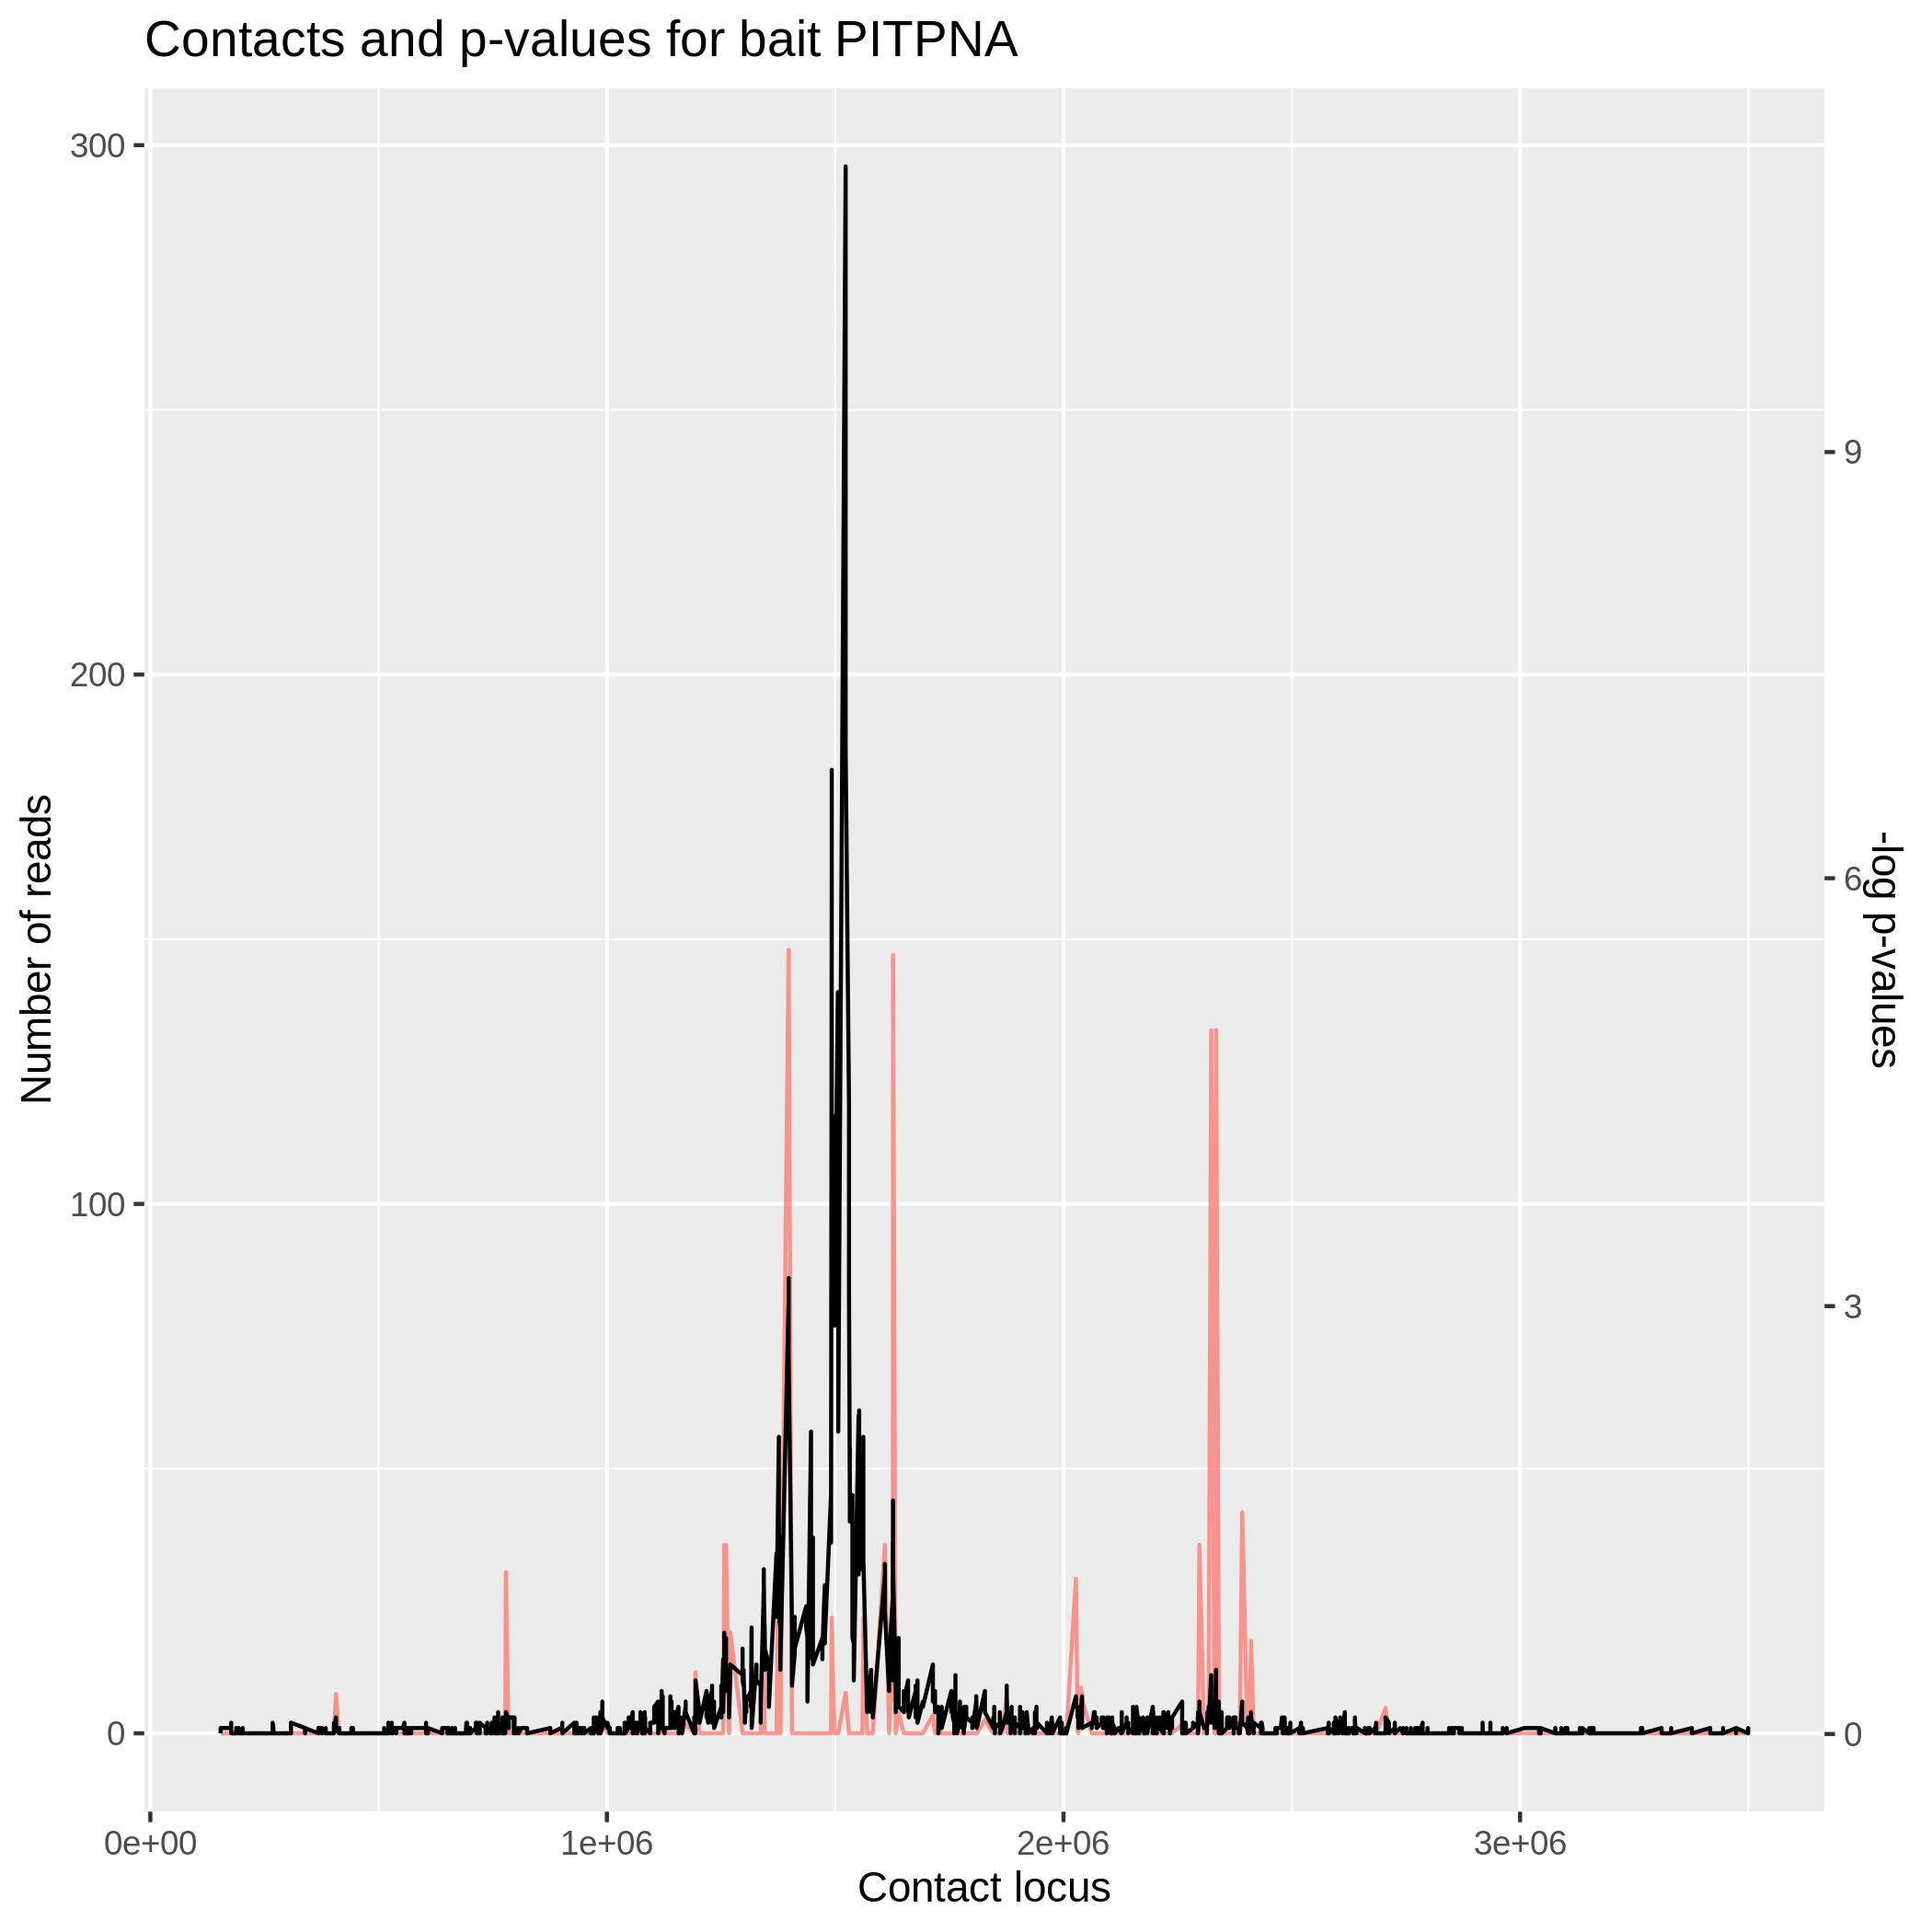 Contacts and p-values for bait PITPNA
300
200
100
0
Number of reads
9
6
3
0
-log p-values
0e+00
1e+06
2e+06
3e+06
Contact locus